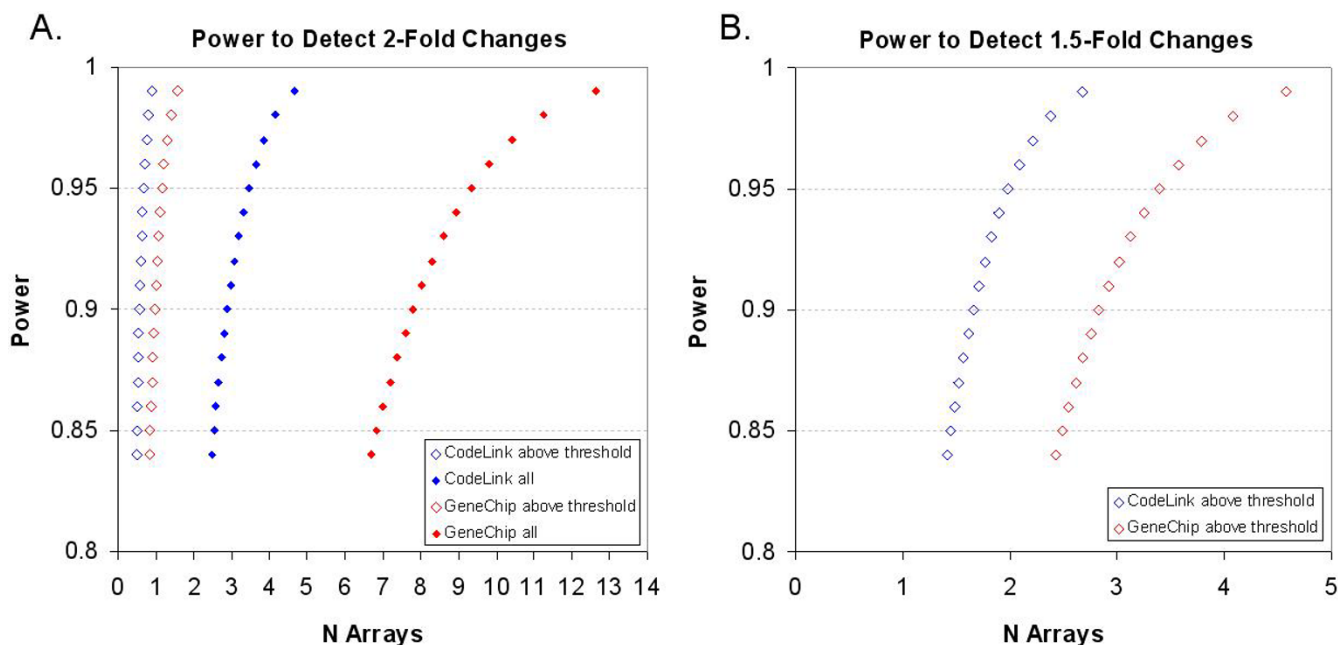 A.
Power to Detect 2-Fold Changes
1
0.95
0.9
0.85
0.8
Power
0 1 2 3 4 5 6 7 8 9 10 11 12 13 14
N Arrays
CodeLink above threshold
CodeLink all
GeneChip above threshold
GeneChip all
B.
Power to Detect 1.5-Fold Changes
1
0.95
0.9
0.85
0.8
Power
0 1 2 3 4 5
N Arrays
CodeLink above threshold
GeneChip above threshold